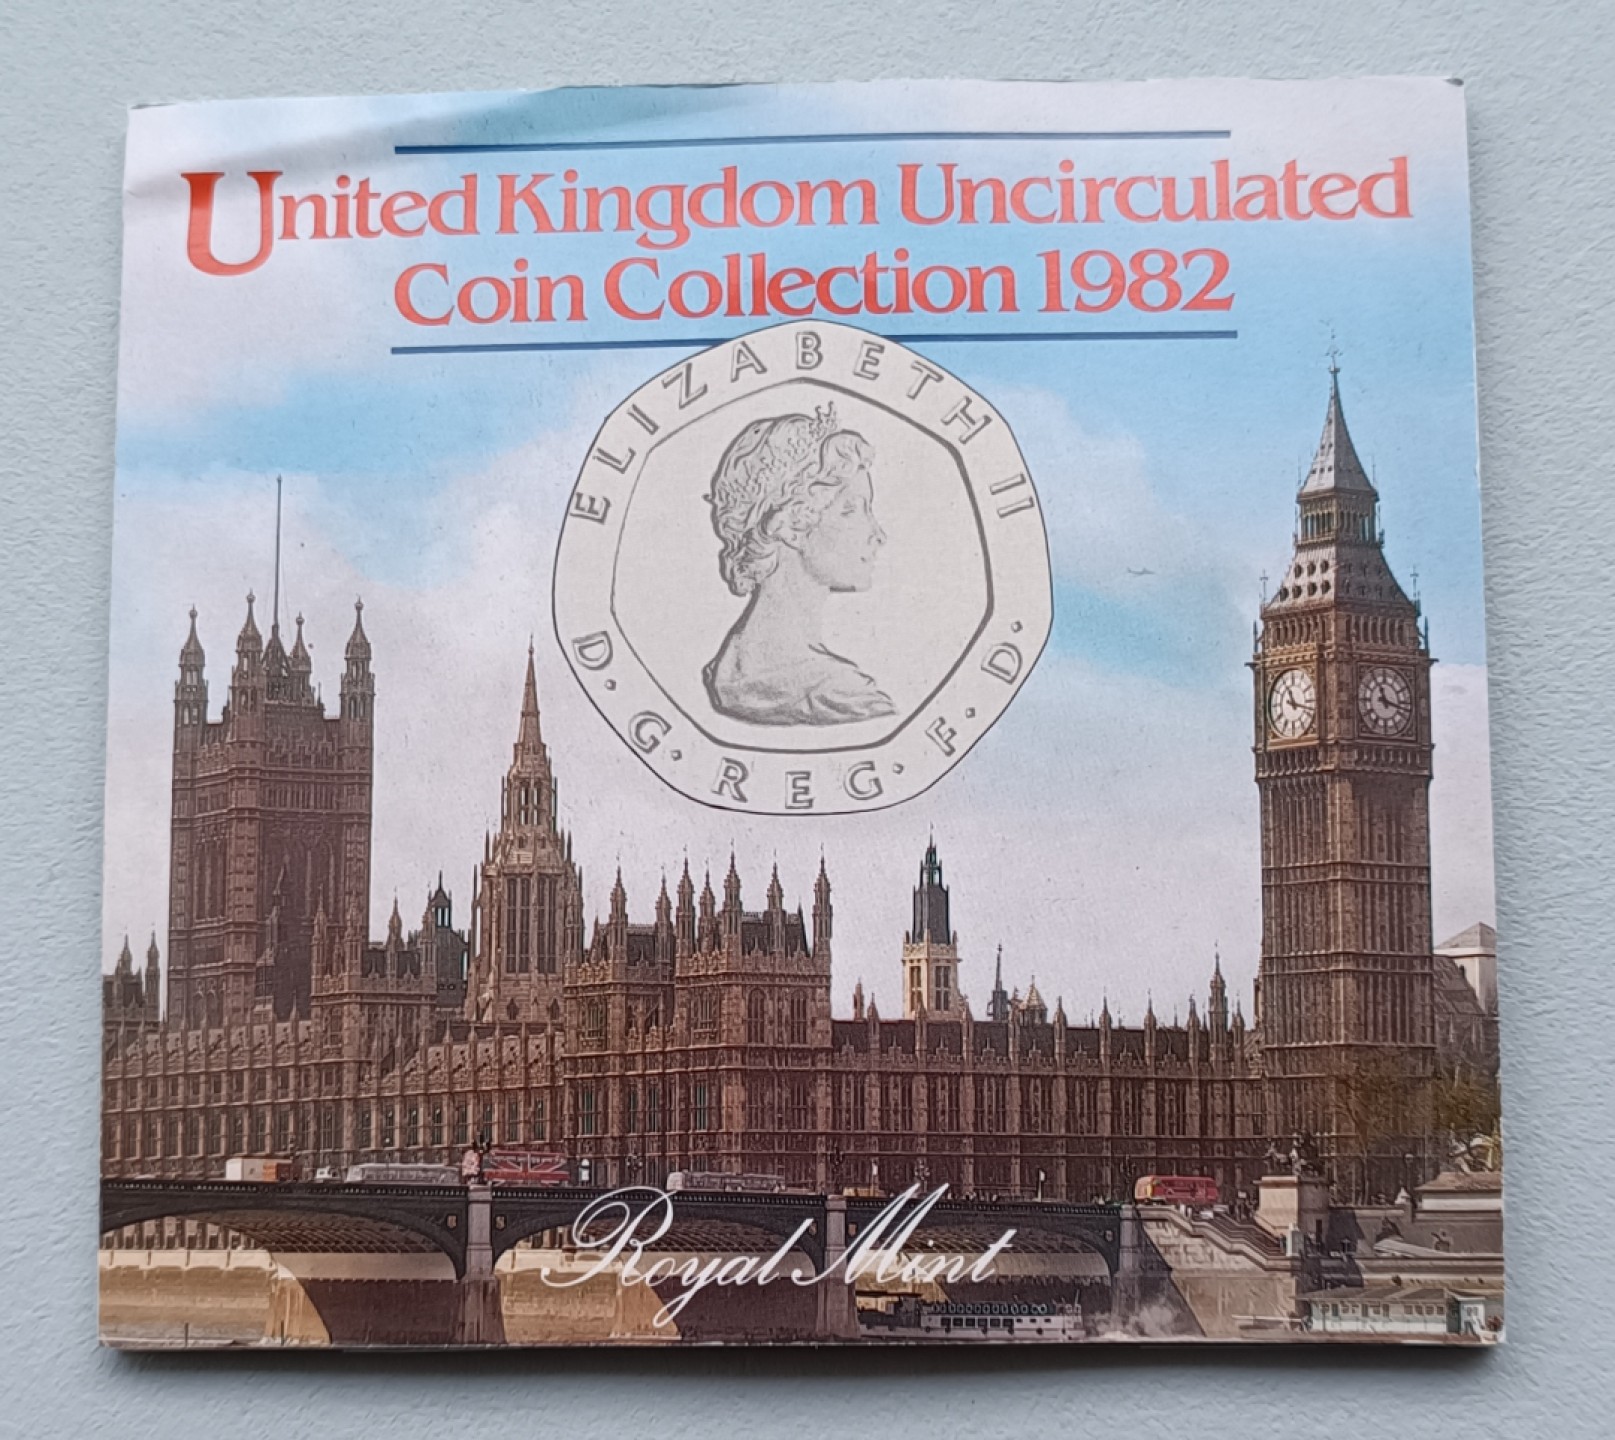 United Kingdom Uncirculated
Coin Collection 1982
ELIZABETH II
D·G·REG·F·D·
Royal Mint